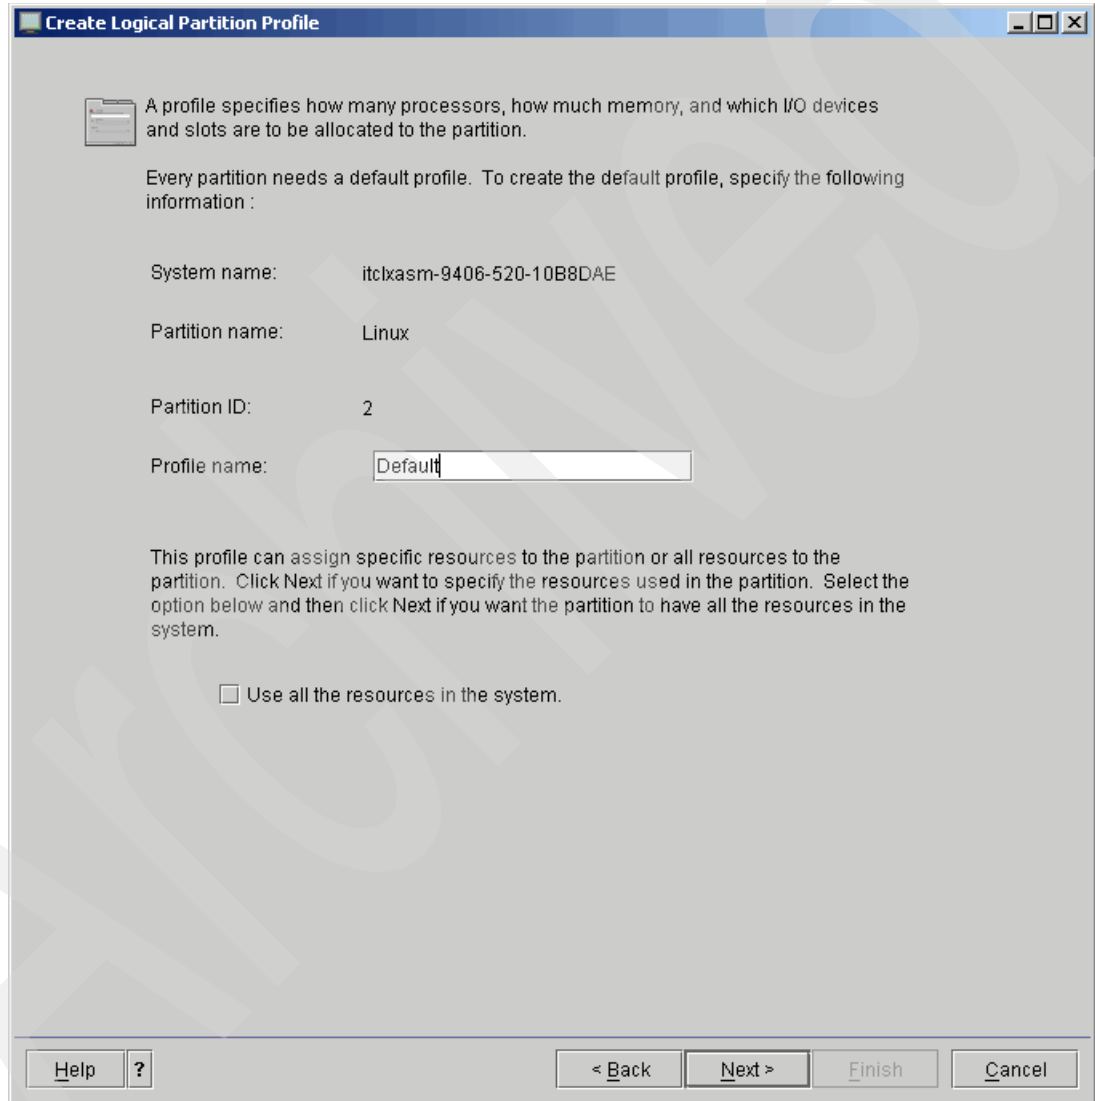 Create Logical Partition Profile
A profile specifies how many processors, how much memory, and which I/O devices
and slots are to be allocated to the partition.
Every partition needs a default profile. To create the default profile, specify the following
information :
System name: itclxasm-9406-520-10B8DAE
Partition name: Linux
Partition ID: 2
Profile name: Default
This profile can assign specific resources to the partition or all resources to the
partition. Click Next if you want to specify the resources used in the partition. Select the
option below and then click Next if you want the partition to have all the resources in the
system.
Use all the resources in the system.
Help ? < Back Next > Finish Cancel
Archived